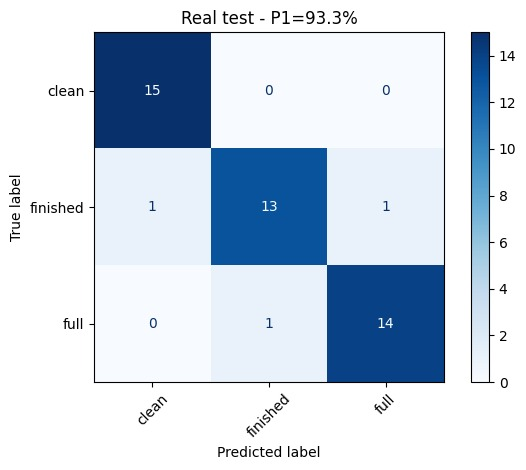 Real test - P1=93.3%
clean 15 0 0
finished 1 13 1
full 0 1 14
clean finished full
True label
Predicted label
14
12
10
8
6
4
2
0